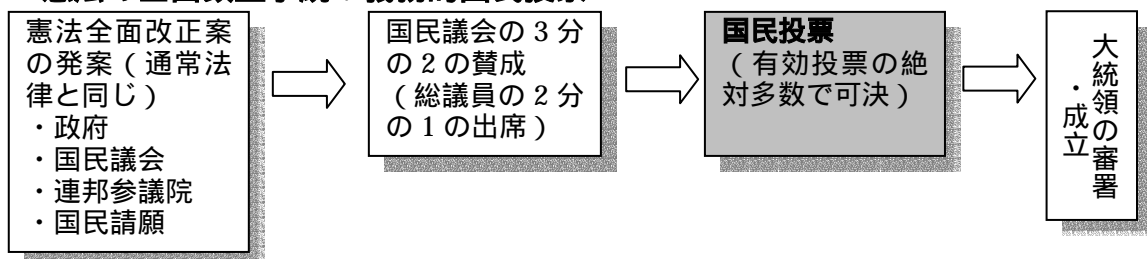 憲法全面改正案
の発案（通常法
律と同じ）
・政府
・国民議会
・連邦参議院
・国民請願
国民議会の３分
の２の賛成
（総議員の２分
の１の出席）
国民投票
（有効投票の絶
対多数で可決）
大統領の審署
・成立